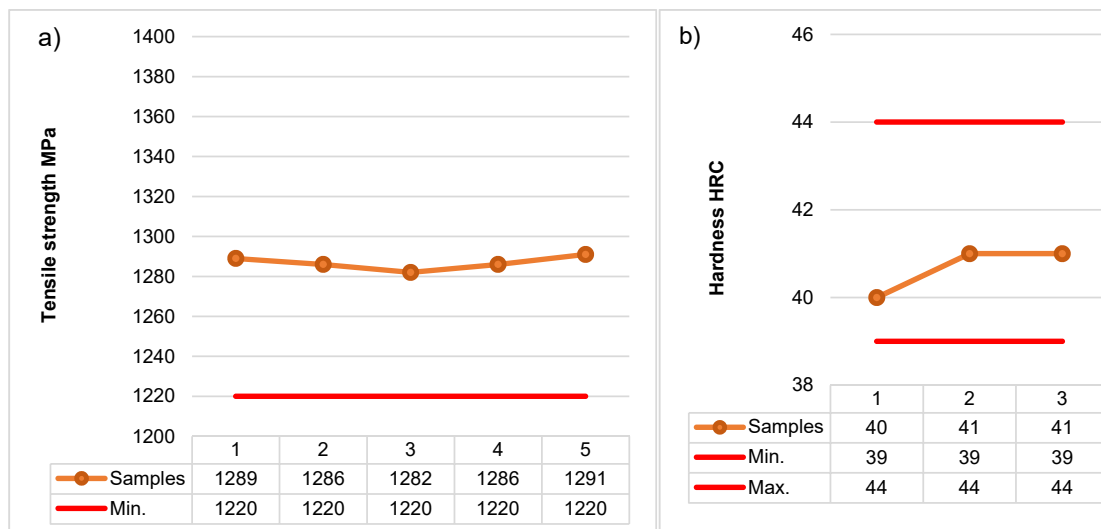 a)
Tensile strength MPa
1400
1380
1360
1340
1320
1300
1280
1260
1240
1220
1200
1 2 3 4 5
Samples 1289 1286 1282 1286 1291
Min. 1220 1220 1220 1220 1220
b)
Hardness HRC
46
44
42
40
38
1 2 3
Samples 40 41 41
Min. 39 39 39
Max. 44 44 44